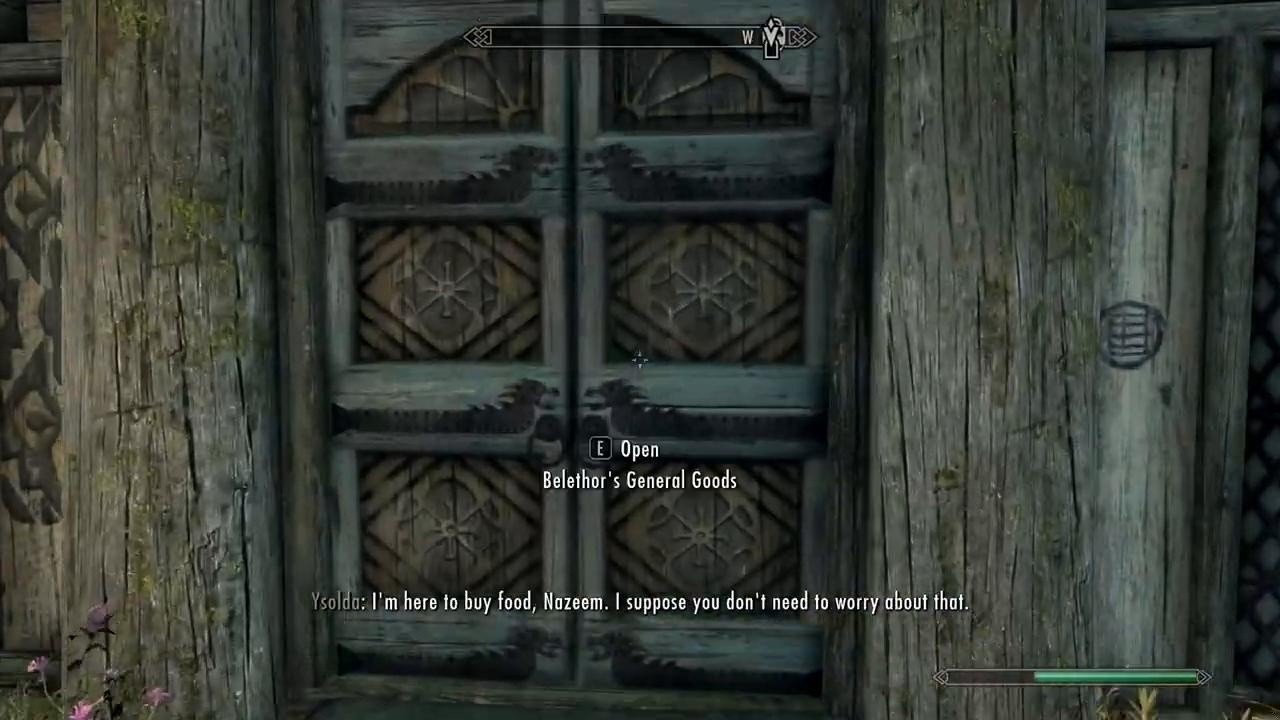 W
E Open
Belethor's General Goods
Ysolda: I'm here to buy food, Nazeem. I suppose you don't need to worry about that.